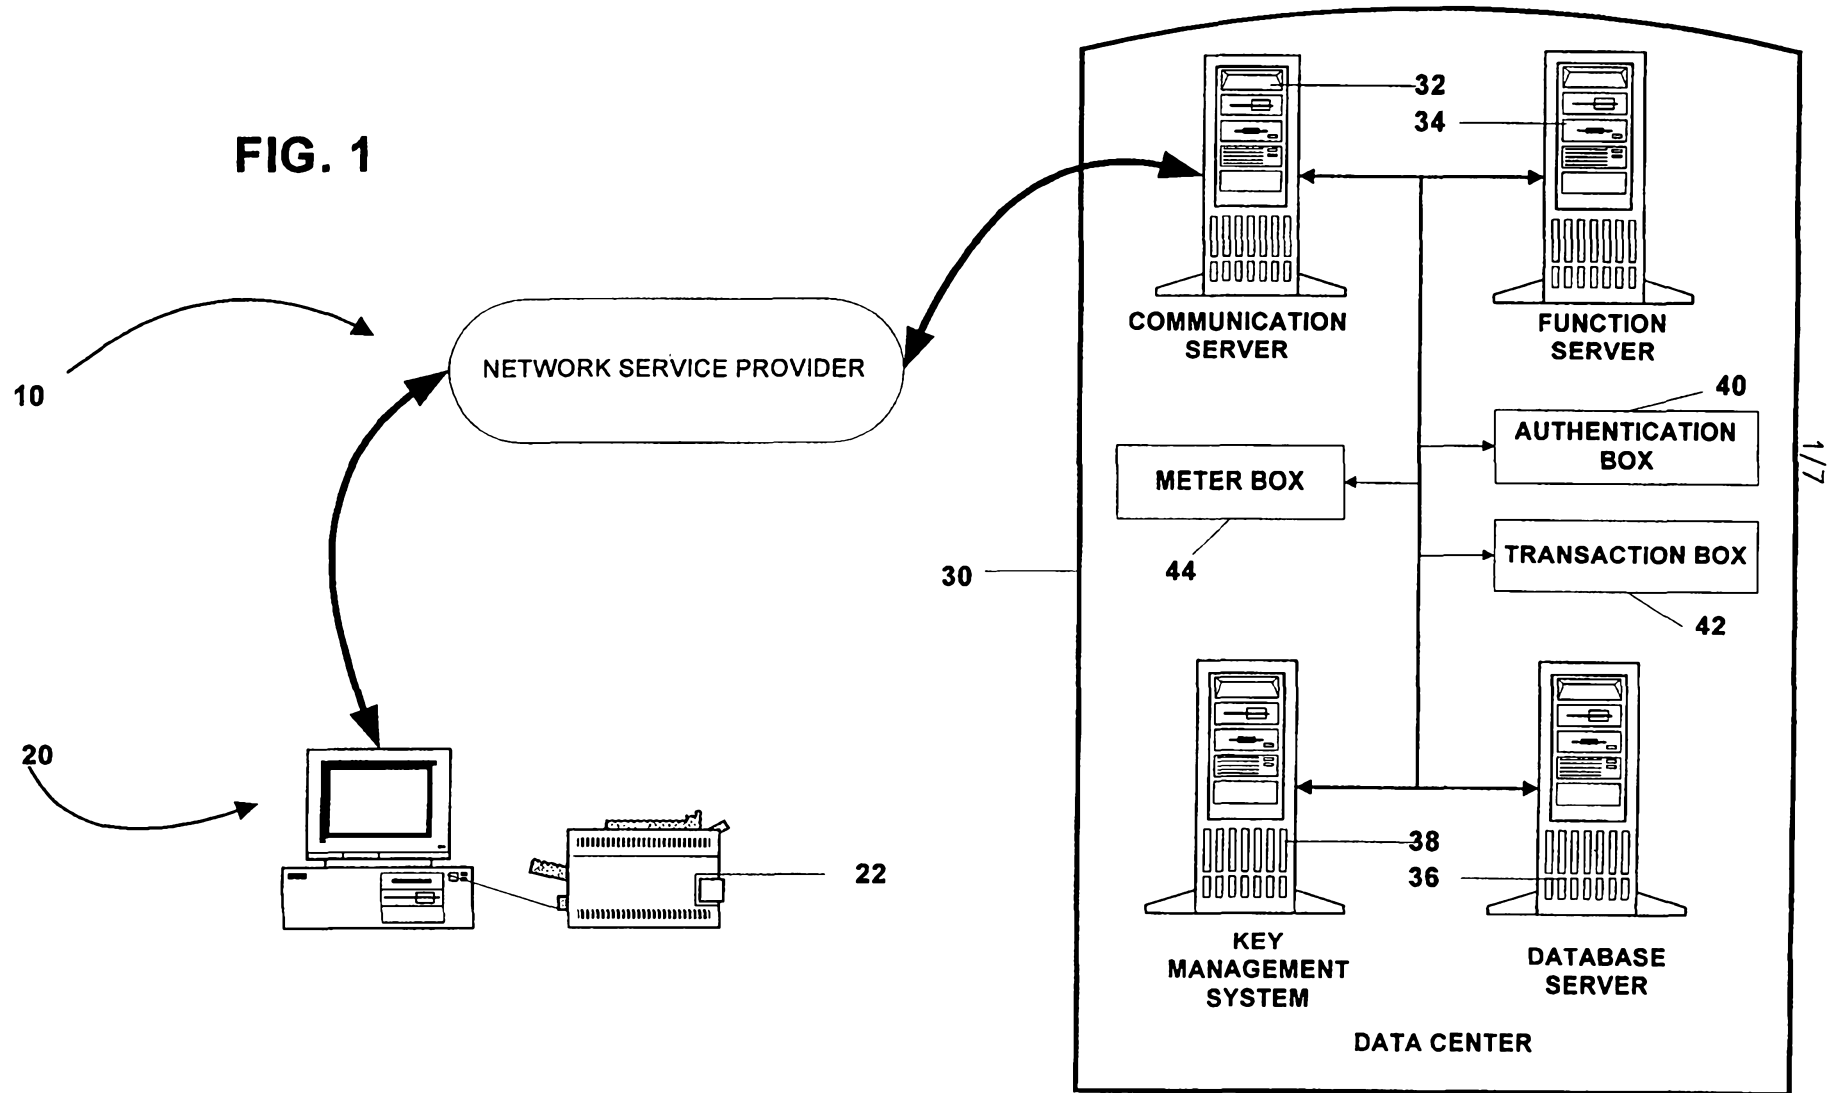 FIG. 1
32
34
COMMUNICATION
SERVER
FUNCTION
SERVER
NETWORK SERVICE PROVIDER
10
40
AUTHENTICATION
BOX
1/7
METER BOX
TRANSACTION BOX
30
44
42
20
38
22
36
KEY
MANAGEMENT
SYSTEM
DATABASE
SERVER
DATA CENTER